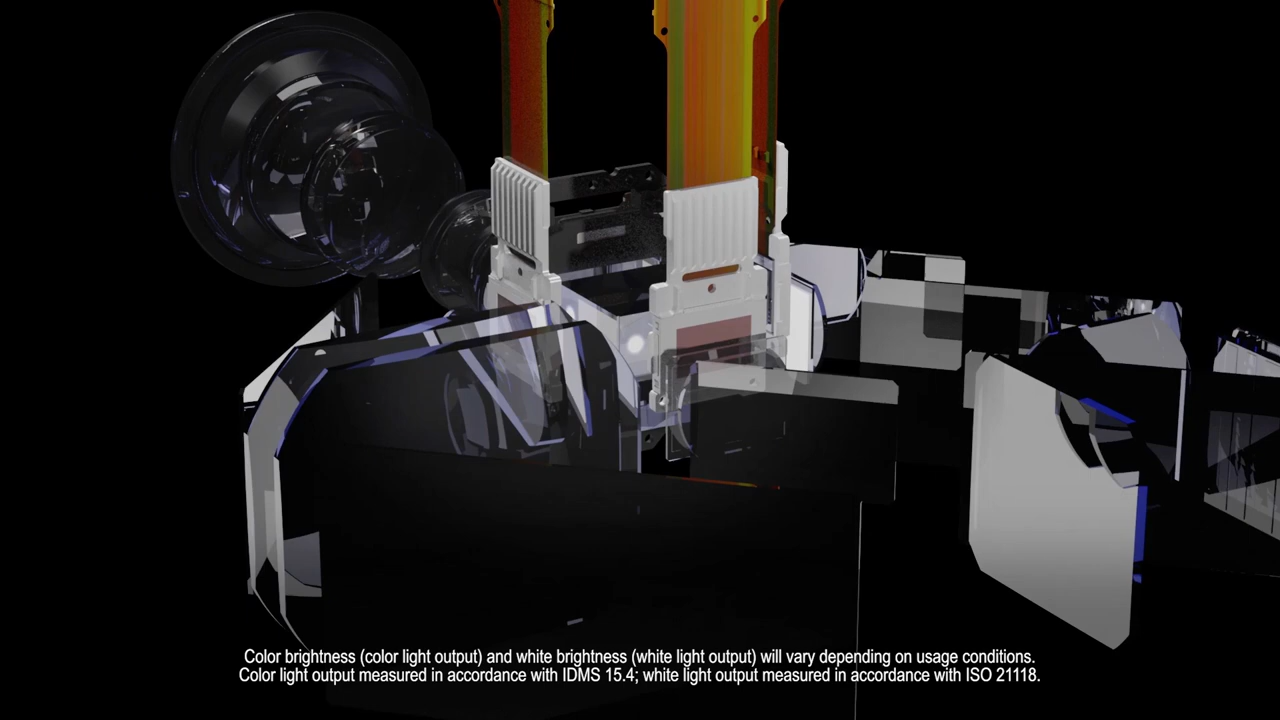 Color brightness (color light output) and white brightness (white light output) will vary depending on usage conditions.
Color light output measured in accordance with IDMS 15.4; white light output measured in accordance with ISO 21118.